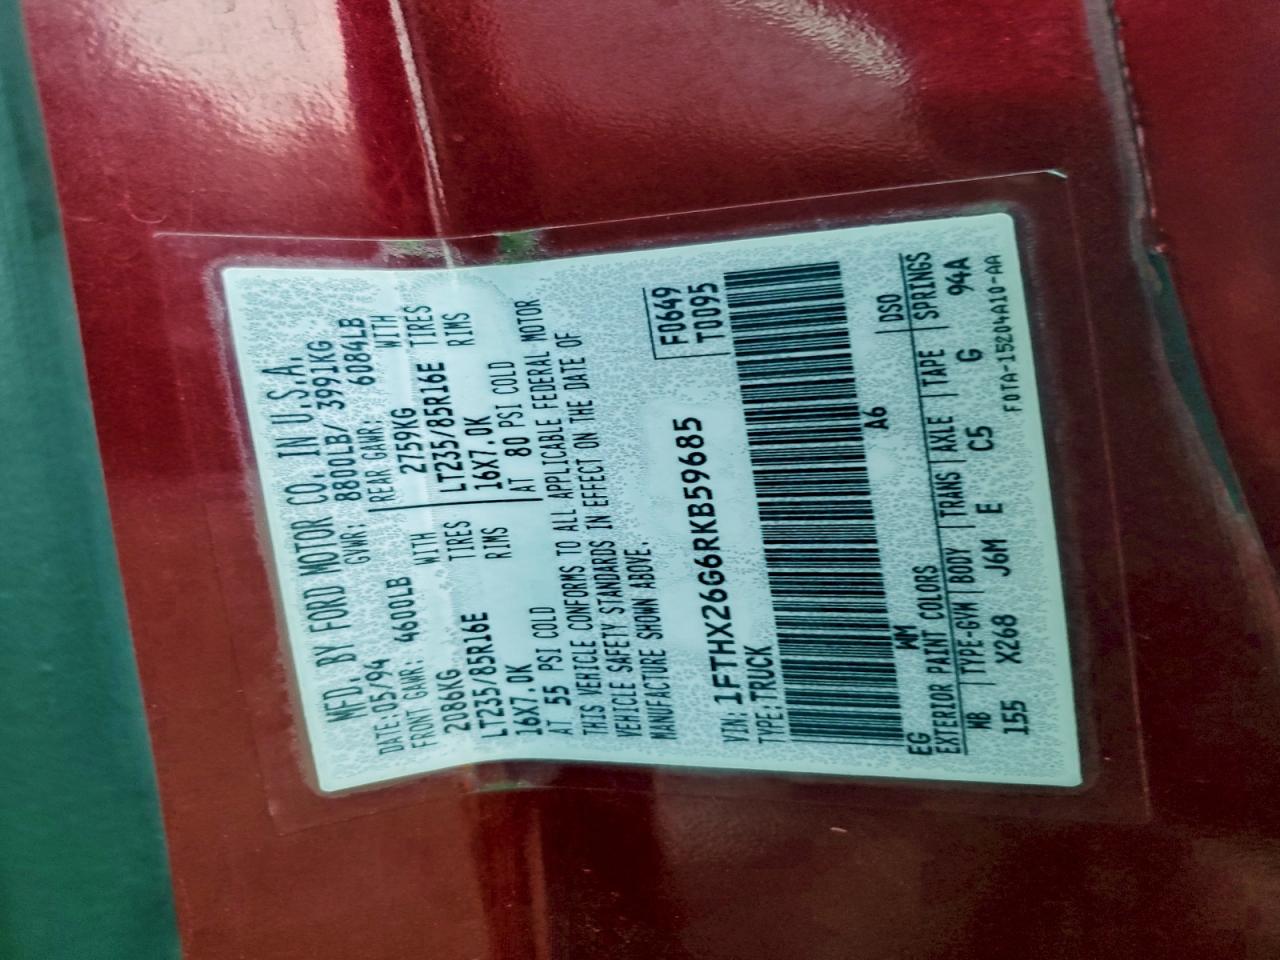 MFD. BY FORD MOTOR CO. IN U.S.A.
DATE: 05/94 GVWR: 8800LB/ 3991KG
FRONT GAWR: 4600LB REAR GAWR: 6084LB
2086KG WITH 2759KG WITH
LT235/85R16E TIRES LT235/85R16E TIRES
16X7.0K RIMS 16X7.0K RIMS
AT 55 PSI COLD AT 80 PSI COLD
THIS VEHICLE CONFORMS TO ALL APPLICABLE FEDERAL MOTOR
VEHICLE SAFETY STANDARDS IN EFFECT ON THE DATE OF
MANUFACTURE SHOWN ABOVE.
F0649
VIN: 1FTHX26G6RKB59685 T0095
TYPE: TRUCK
A6
EG WM DSO
EXTERIOR PAINT COLORS
MB TYPE-GVW BODY TRANS AXLE TAPE SPRINGS
155 X268 J6M E C5 G 94A
F0TA-15204A10-AA